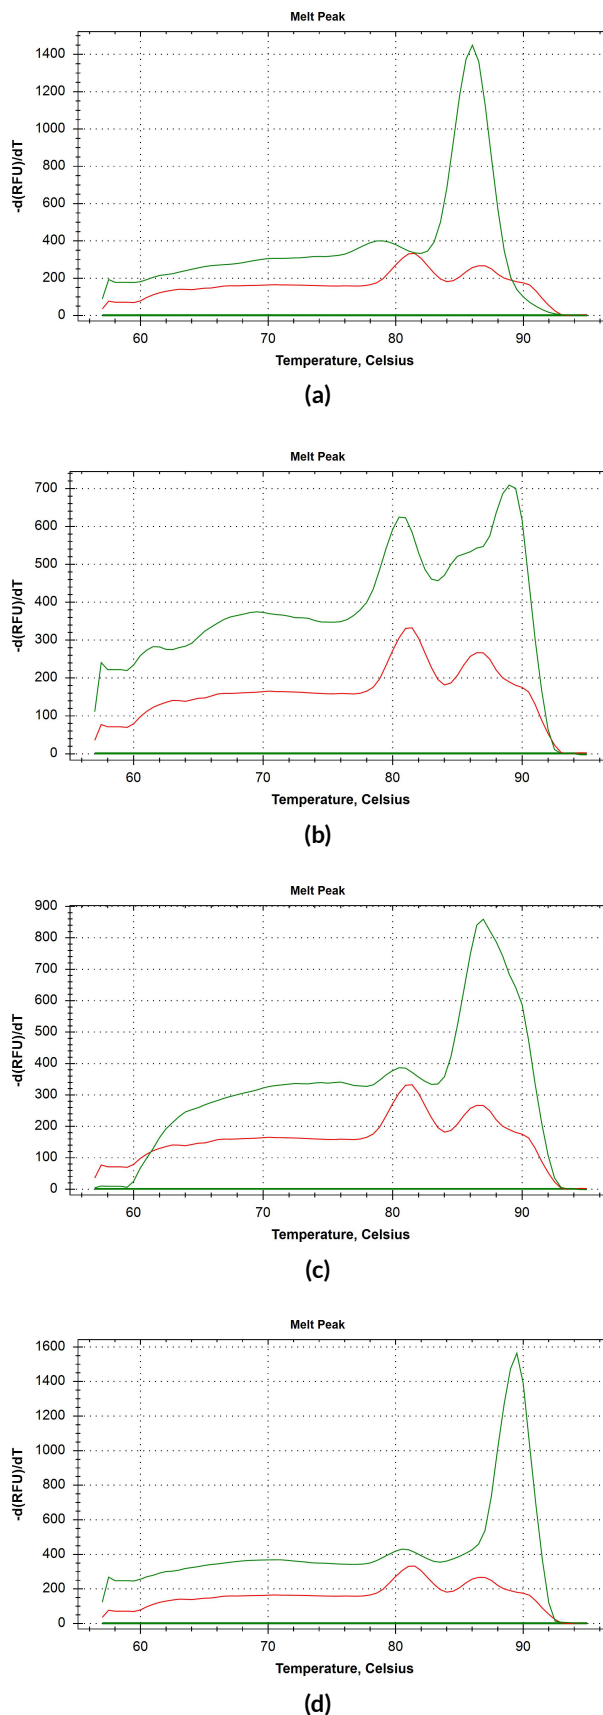 Melt Peak
1400
1200
1000
800
600
400
200
0
-d(RFU)/dT
60 70 80 90
Temperature, Celsius
(a)
Melt Peak
700
600
500
400
300
200
100
0
-d(RFU)/dT
60 70 80 90
Temperature, Celsius
(b)
Melt Peak
900
800
700
600
500
400
300
200
100
0
-d(RFU)/dT
60 70 80 90
Temperature, Celsius
(c)
Melt Peak
1600
1400
1200
1000
800
600
400
200
0
-d(RFU)/dT
60 70 80 90
Temperature, Celsius
(d)